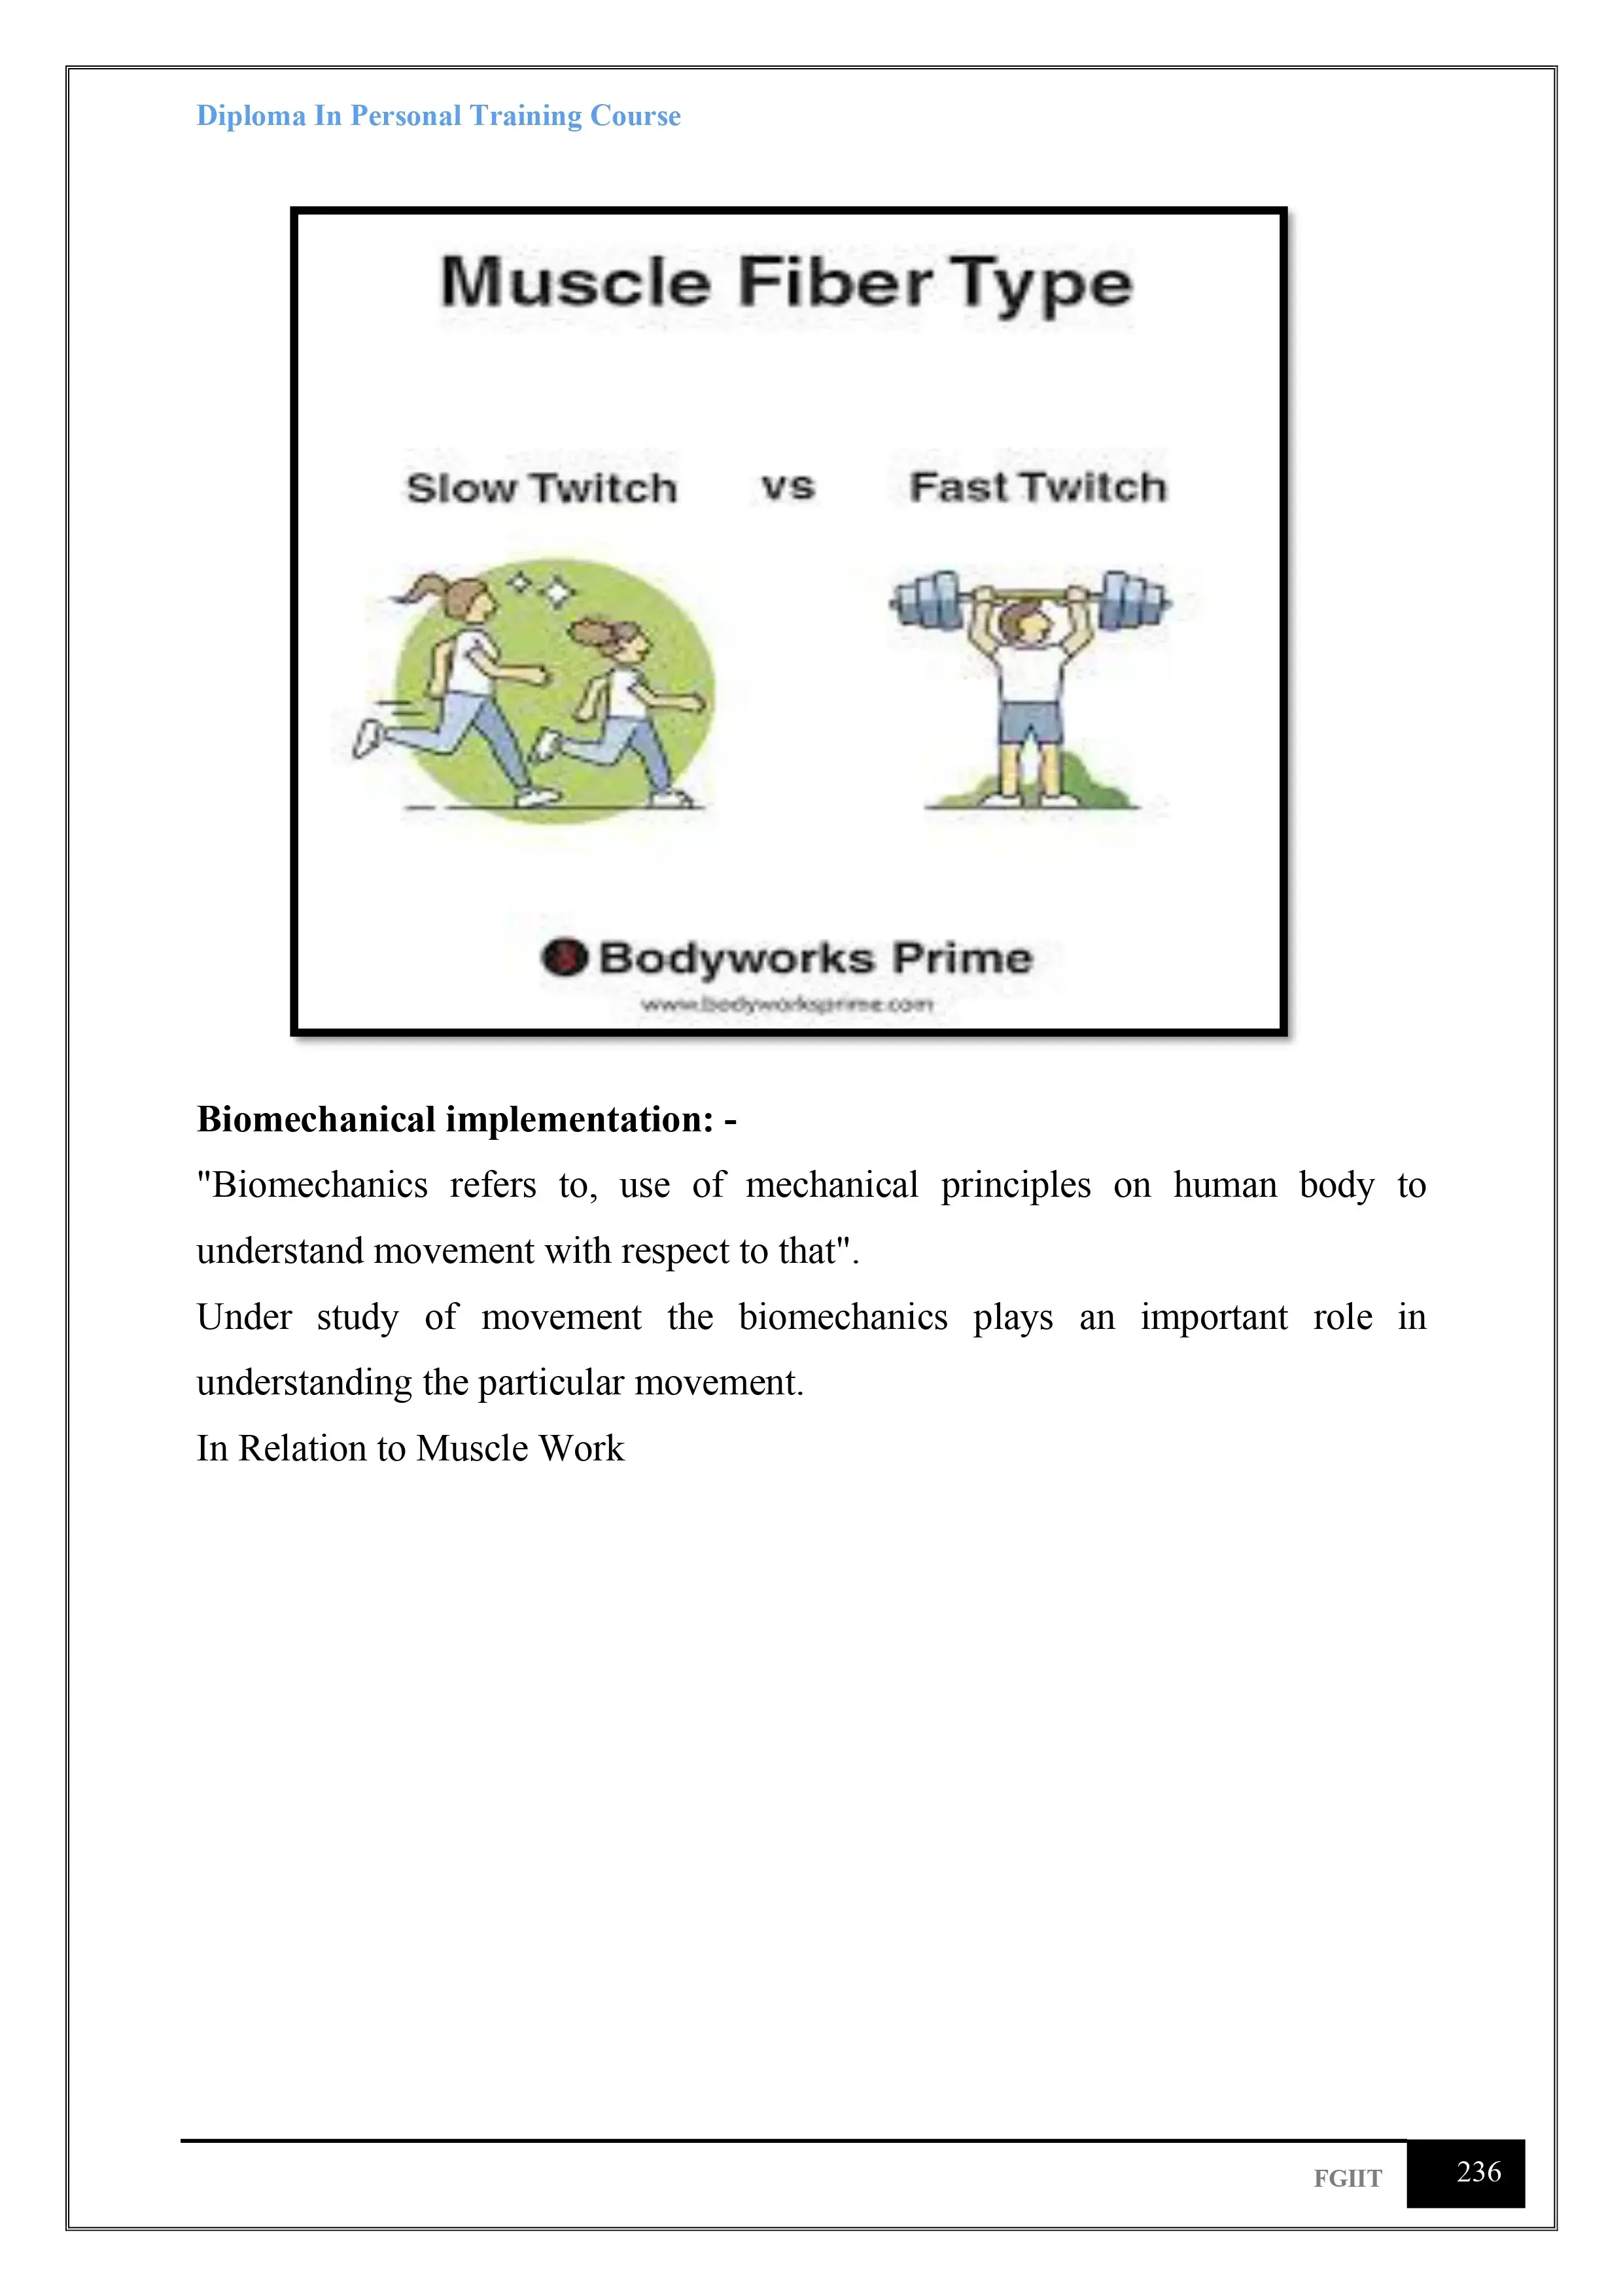 Diploma In Personal Training Course
Muscle Fiber Type
Slow Twitch vs Fast Twitch
Bodyworks Prime
www.bodyworksprime.com
Biomechanical implementation: -
"Biomechanics refers to, use of mechanical principles on human body to
understand movement with respect to that".
Under study of movement the biomechanics plays an important role in
understanding the particular movement.
In Relation to Muscle Work
FGIIT 236